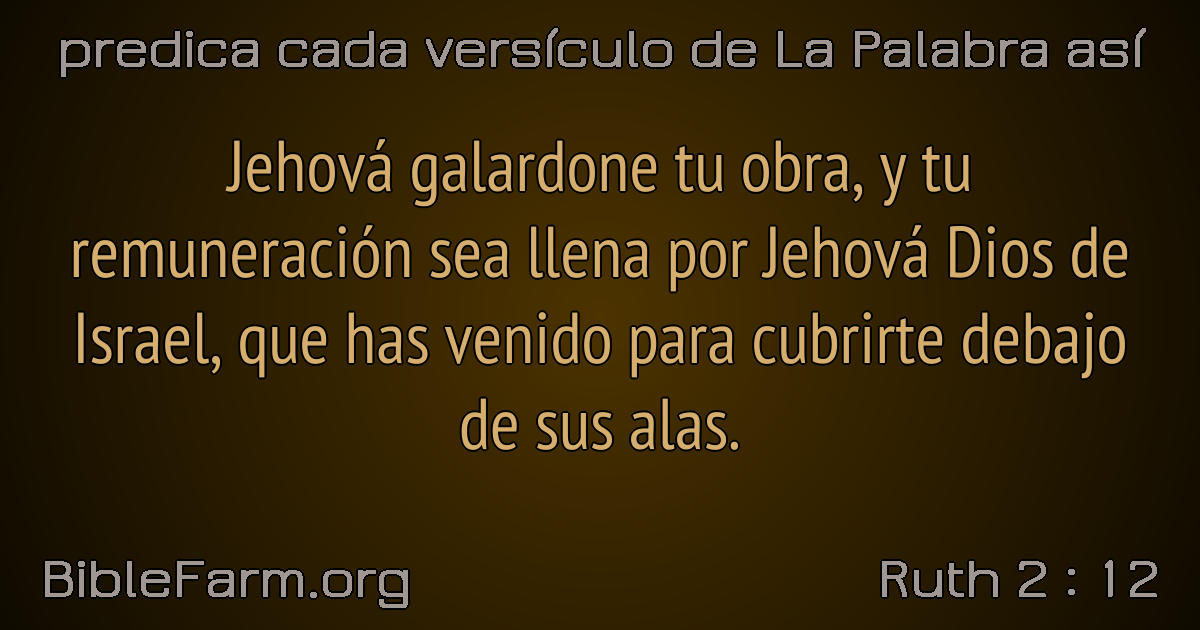 predica cada versículo de La Palabra así
Jehová galardone tu obra, y tu
remuneración sea llena por Jehová Dios de
Israel, que has venido para cubrirte debajo
de sus alas.
BibleFarm.org
Ruth 2 : 12